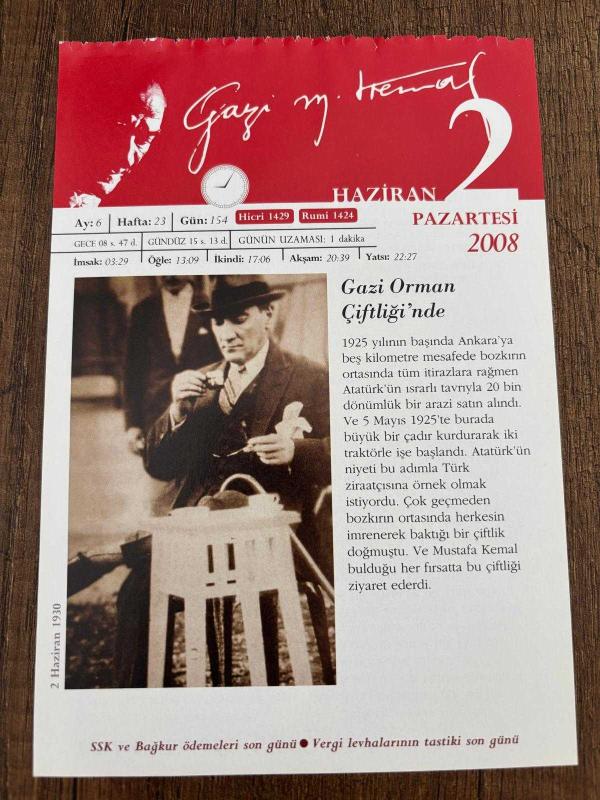 Gazi M. Kemal
HAZİRAN 2
Ay: 6 Hafta: 23 Gün: 154 Hicri 1429 Rumi 1424
PAZARTESİ
GECE 08 s. 47 d. GÜNDÜZ 15 s. 13 d. GÜNÜN UZAMASI: 1 dakika
2008
İmsak: 03:29 Öğle: 13:09 İkindi: 17:06 Akşam: 20:39 Yatsı: 22:27
Gazi Orman
Çiftliği'nde
1925 yılının başında Ankara'ya
beş kilometre mesafede bozkırın
ortasında tüm itirazlara rağmen
Atatürk'ün ısrarlı tavrıyla 20 bin
dönümlük bir arazi satın alındı.
Ve 5 Mayıs 1925'te burada
büyük bir çadır kurdurarak iki
traktörle işe başlandı. Atatürk'ün
niyeti bu adımla Türk
ziraatçısına örnek olmak
istiyordu. Çok geçmeden
bozkırın ortasında herkesin
imrenerek baktığı bir çiftlik
doğmuştu. Ve Mustafa Kemal
bulduğu her fırsatta bu çiftliği
ziyaret ederdi.
2 Haziran 1930
SSK ve Bağkur ödemeleri son günü ● Vergi levhalarının tastiki son günü